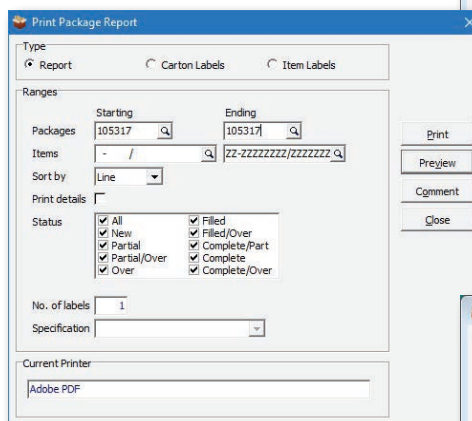 Print Package Report
Type
Report Carton Labels Item Labels
Ranges
Starting Ending
Packages 105317 105317
Items - / ZZ-ZZZZZZZZ/ZZZZZZZ
Sort by Line
Print details
Status All Filled
New Filled/Over
Partial Complete/Part
Partial/Over Complete
Over Complete/Over
No. of labels 1
Specification
Current Printer
Adobe PDF
Print
Preview
Comment
Close